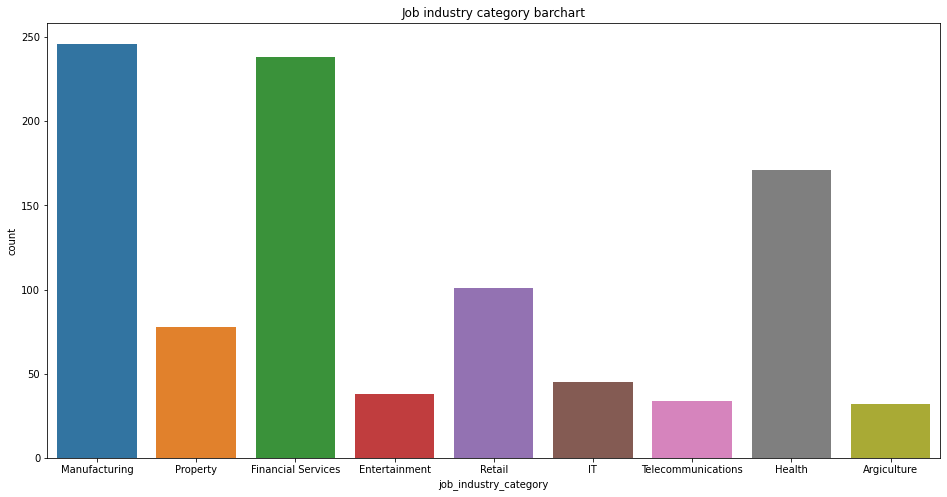 Job industry category barchart
250
200
150
100
50
0
count
Manufacturing Property Financial Services Entertainment Retail IT Telecommunications Health Argiculture
job_industry_category